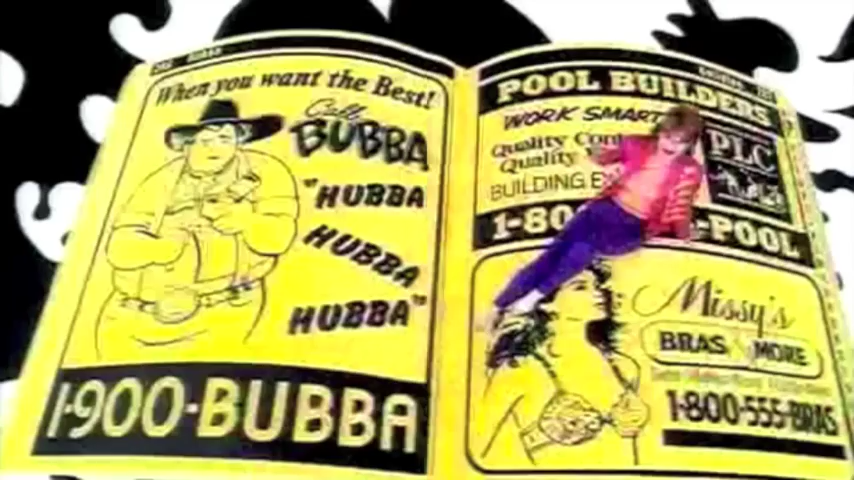 When you want the Best!
Call
BUBBA
"HUBBA
HUBBA
HUBBA"
1-900-BUBBA
POOL BUILDERS
WORK SMART
Quality
Quality
BUILDING
PLC
1-80 -POOL
Missy's
BRAS MORE
1-800-555-BRAS